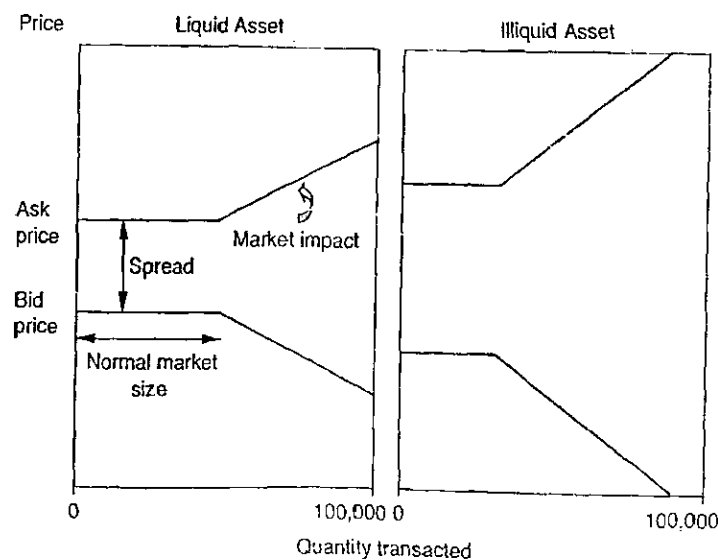 Price
Liquid Asset
Illiquid Asset
Ask
price
Market impact
Spread
Bid
price
Normal market
size
0
100,000
0
100,000
Quantity transacted